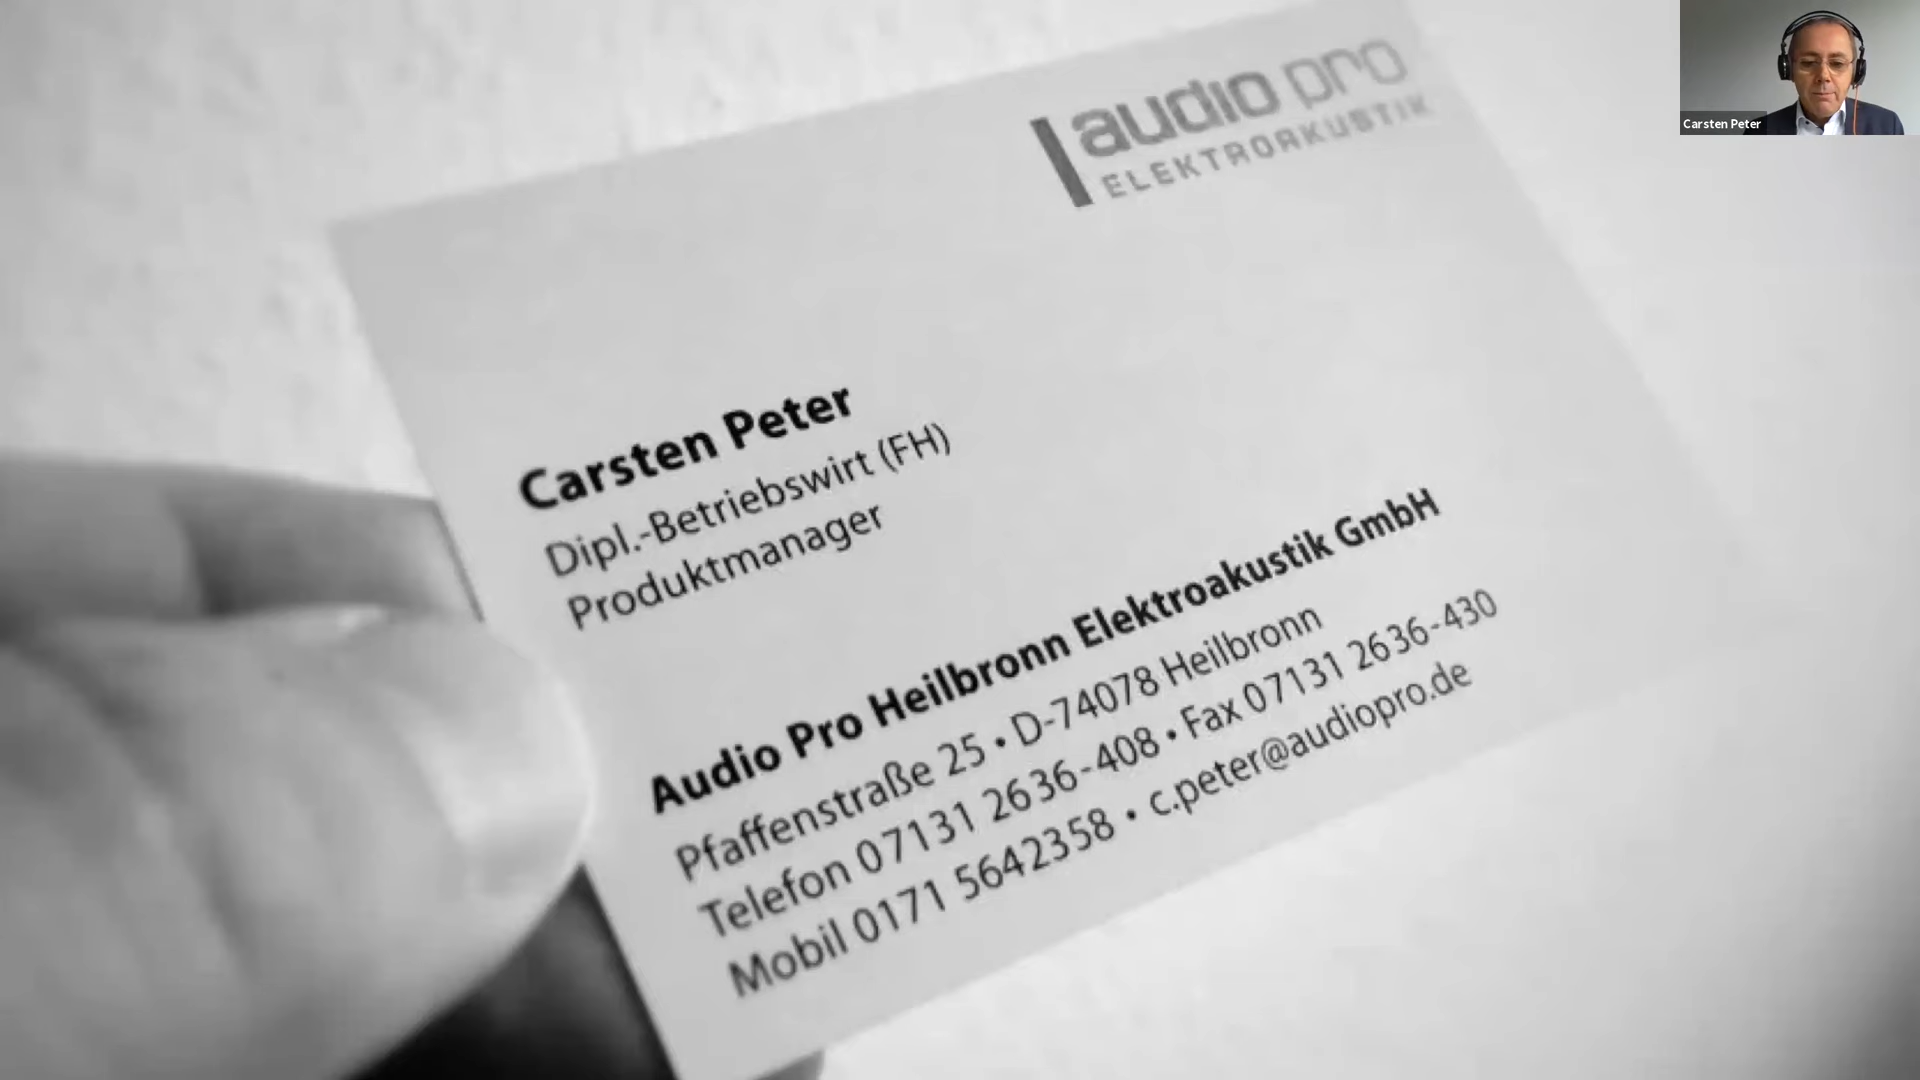 audio pro
ELEKTROAKUSTIK
Carsten Peter
Carsten Peter
Dipl.-Betriebswirt (FH)
Produktmanager
Audio Pro Heilbronn Elektroakustik GmbH
Pfaffenstraße 25 • D-74078 Heilbronn
Telefon 07131 2636-408 • Fax 07131 2636-430
Mobil 0171 5642358 • c.peter@audiopro.de